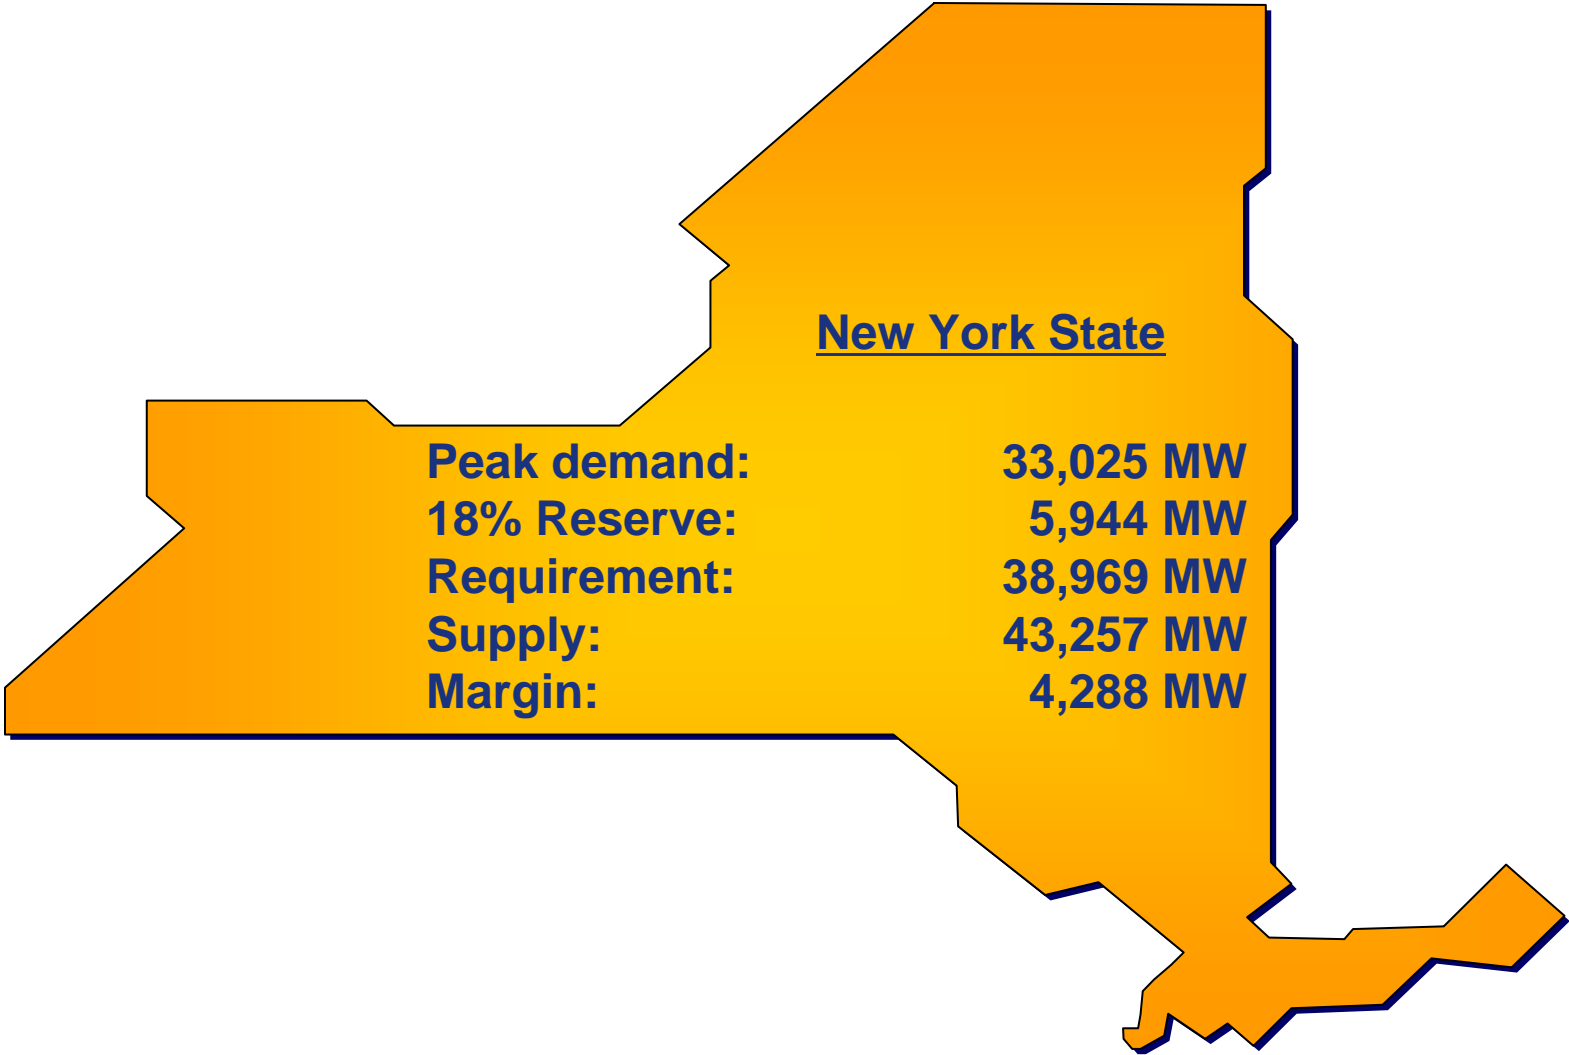 New York State
Peak demand: 33,025 MW
18% Reserve: 5,944 MW
Requirement: 38,969 MW
Supply: 43,257 MW
Margin: 4,288 MW